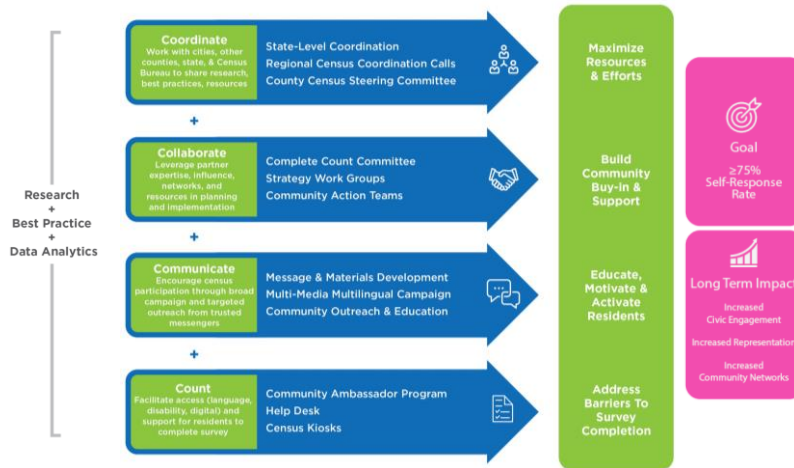 Research
+
Best Practice
+
Data Analytics
Coordinate
Work with cities, other
counties, state, & Census
Bureau to share research,
best practices, resources
State-Level Coordination
Regional Census Coordination Calls
County Census Steering Committee
+
Collaborate
Leverage partner
expertise, influence,
networks, and
resources in planning
and implementation
Complete Count Committee
Strategy Work Groups
Community Action Teams
+
Communicate
Encourage census
participation through broad
campaign and targeted
outreach from trusted
messengers
Message & Materials Development
Multi-Media Multilingual Campaign
Community Outreach & Education
+
Count
Facilitate access (language,
disability, digital) and
support for residents to
complete survey
Community Ambassador Program
Help Desk
Census Kiosks
Maximize
Resources
& Efforts
Build
Community
Buy-in &
Support
Educate,
Motivate &
Activate
Residents
Address
Barriers To
Survey
Completion
Goal
≥75%
Self-Response
Rate
Long Term Impact
Increased
Civic Engagement
Increased Representation
Increased
Community Networks